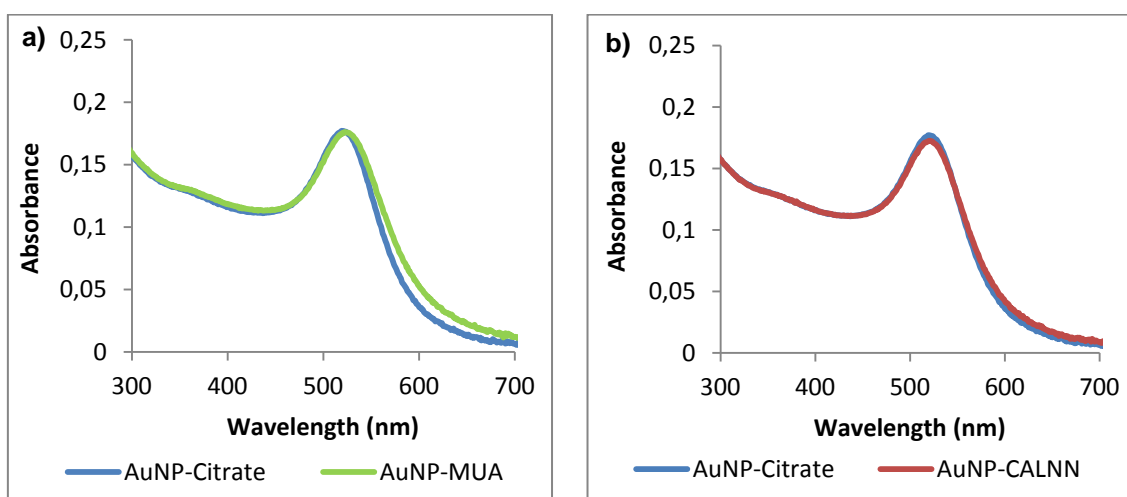 a)
0,25
0,2
0,15
0,1
0,05
0
Absorbance
300 400 500 600 700
Wavelength (nm)
AuNP-Citrate AuNP-MUA
b)
0,25
0,2
0,15
0,1
0,05
0
Absorbance
300 400 500 600 700
Wavelength (nm)
AuNP-Citrate AuNP-CALNN